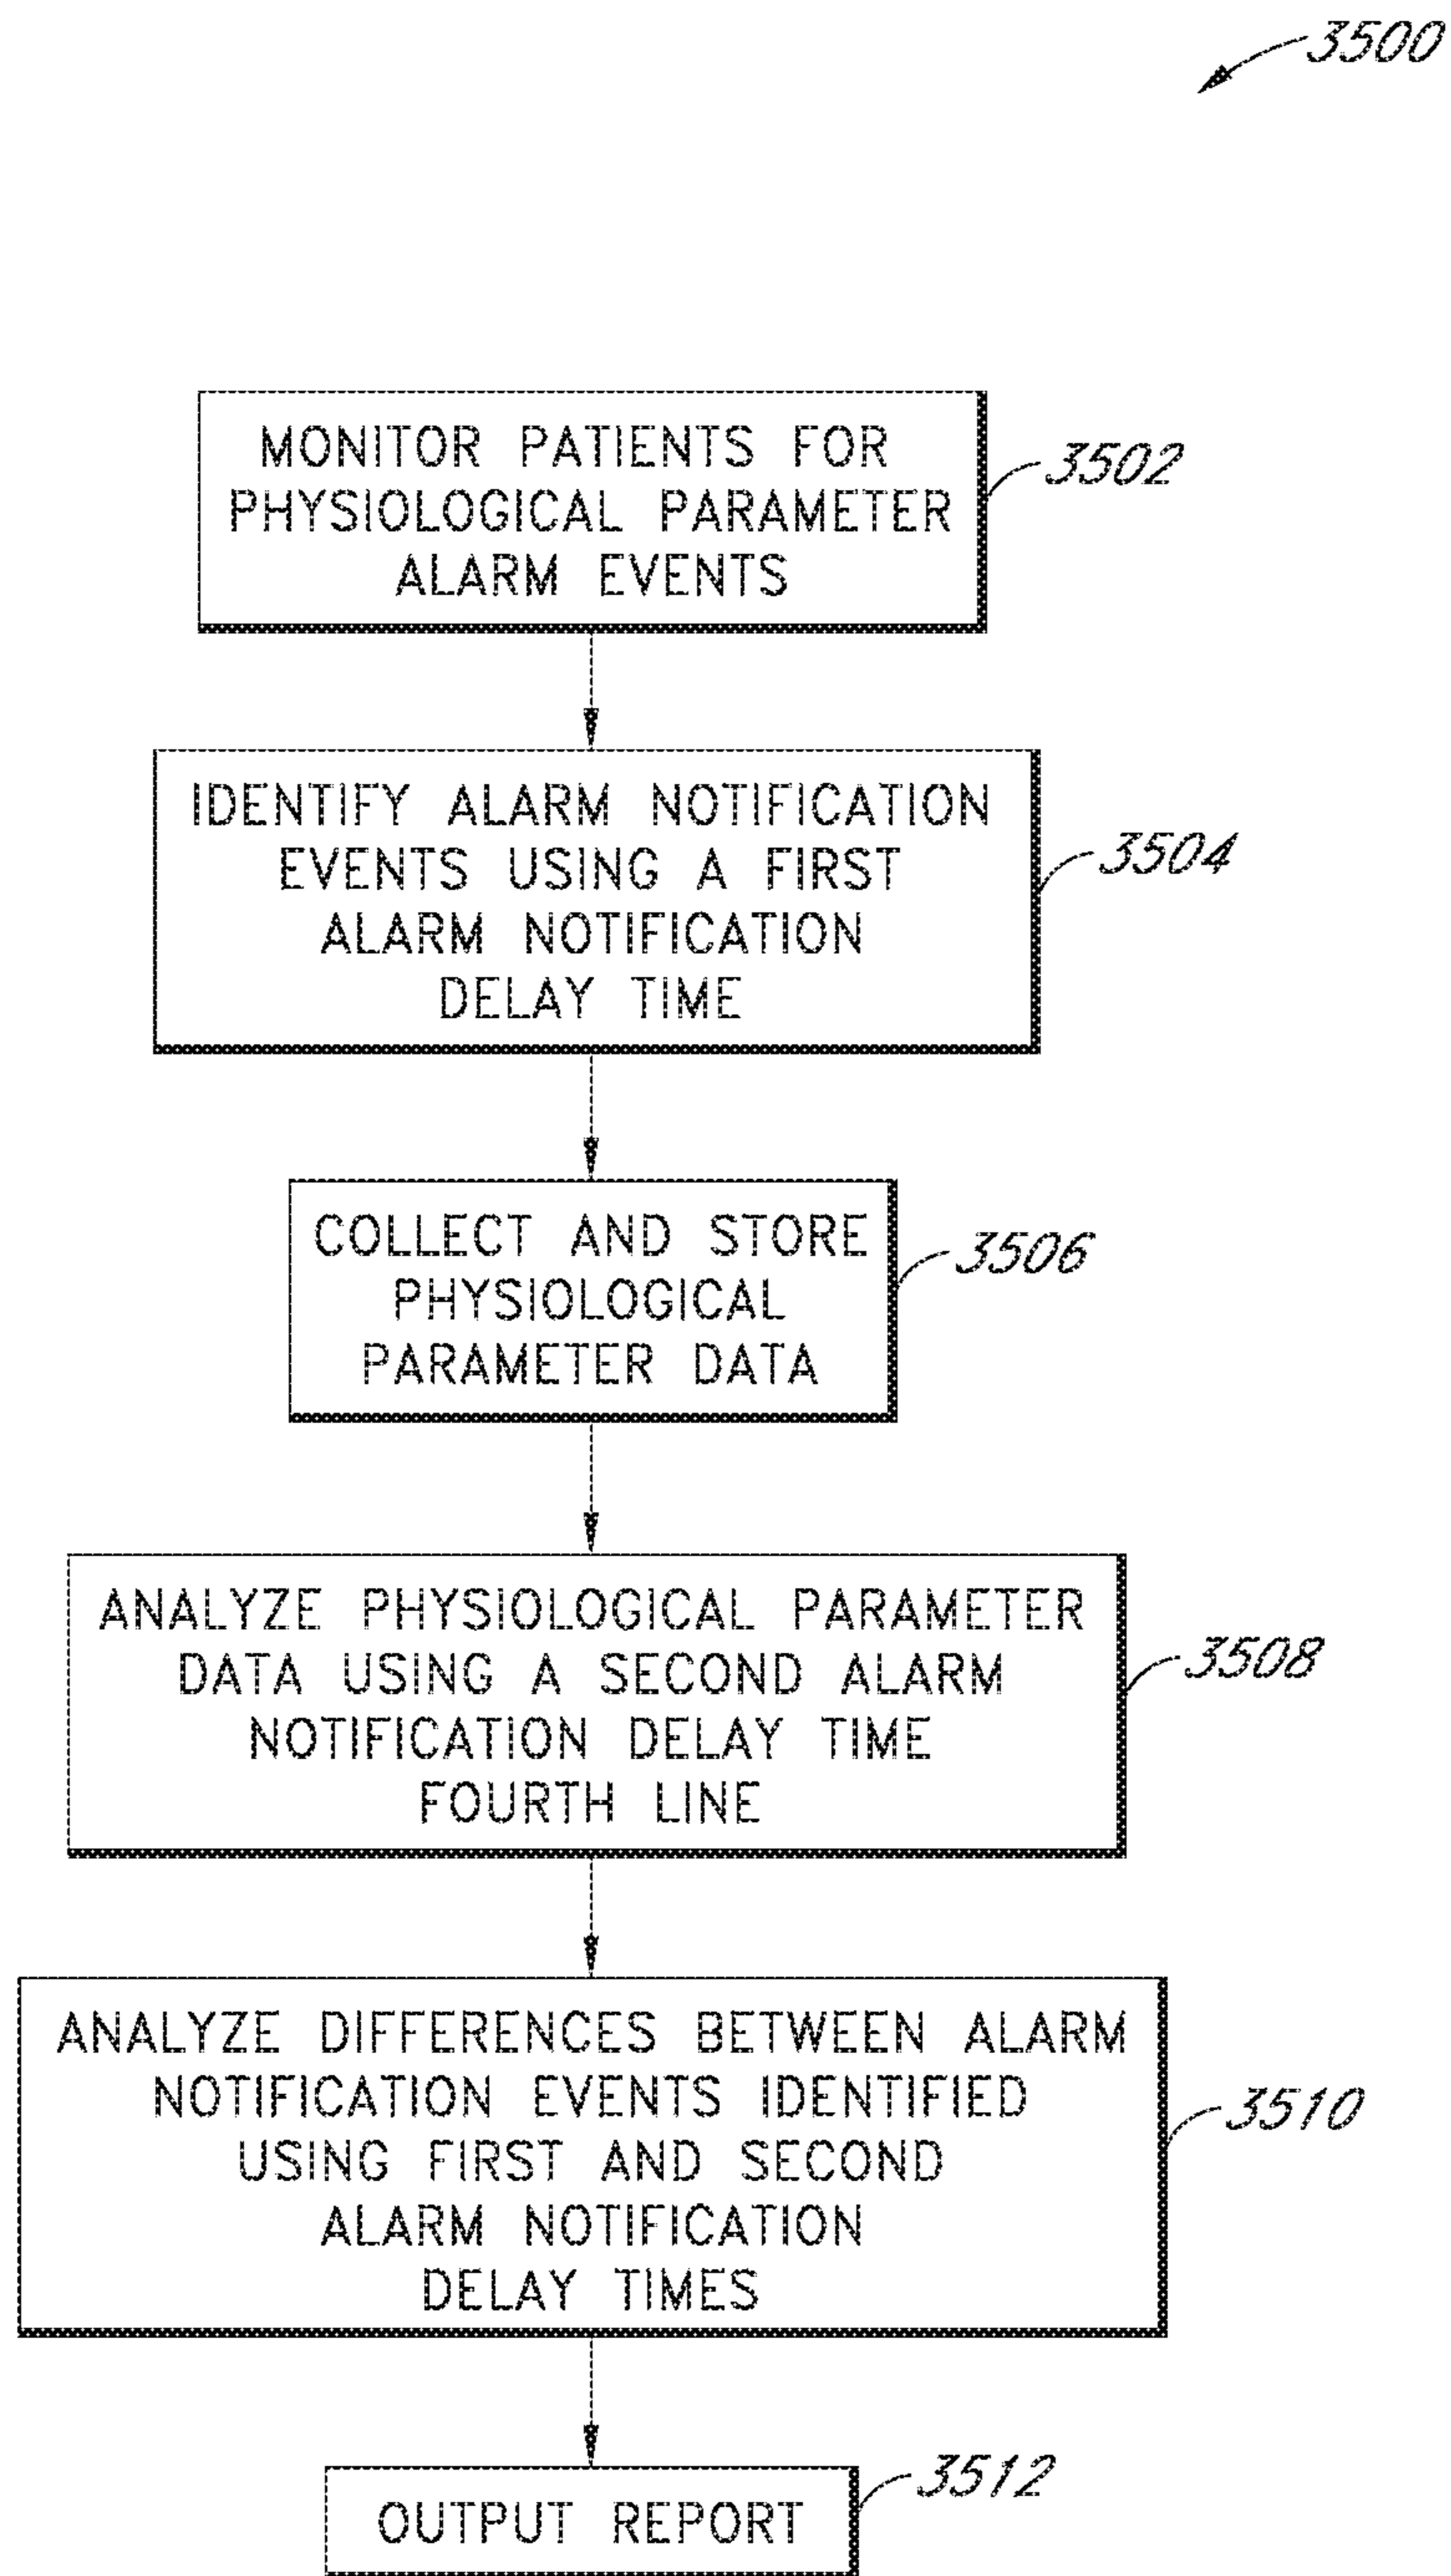 3500
MONITOR PATIENTS FOR
PHYSIOLOGICAL PARAMETER
ALARM EVENTS
3502
IDENTIFY ALARM NOTIFICATION
EVENTS USING A FIRST
ALARM NOTIFICATION
DELAY TIME
3504
COLLECT AND STORE
PHYSIOLOGICAL
PARAMETER DATA
3506
ANALYZE PHYSIOLOGICAL PARAMETER
DATA USING A SECOND ALARM
NOTIFICATION DELAY TIME
FOURTH LINE
3508
ANALYZE DIFFERENCES BETWEEN ALARM
NOTIFICATION EVENTS IDENTIFIED
USING FIRST AND SECOND
ALARM NOTIFICATION
DELAY TIMES
3510
OUTPUT REPORT
3512